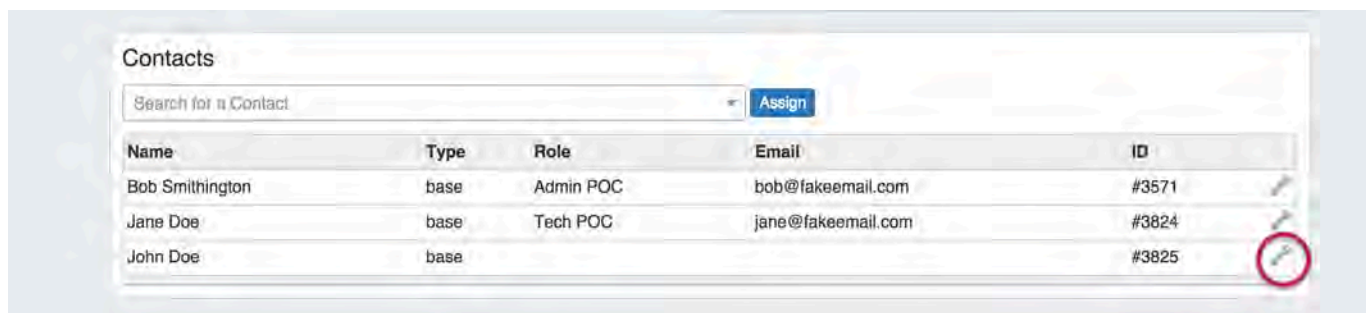 Contacts
Search for a Contact Assign
Name Type Role Email ID
Bob Smithington base Admin POC bob@fakeemail.com #3571
Jane Doe base Tech POC jane@fakeemail.com #3824
John Doe base #3825